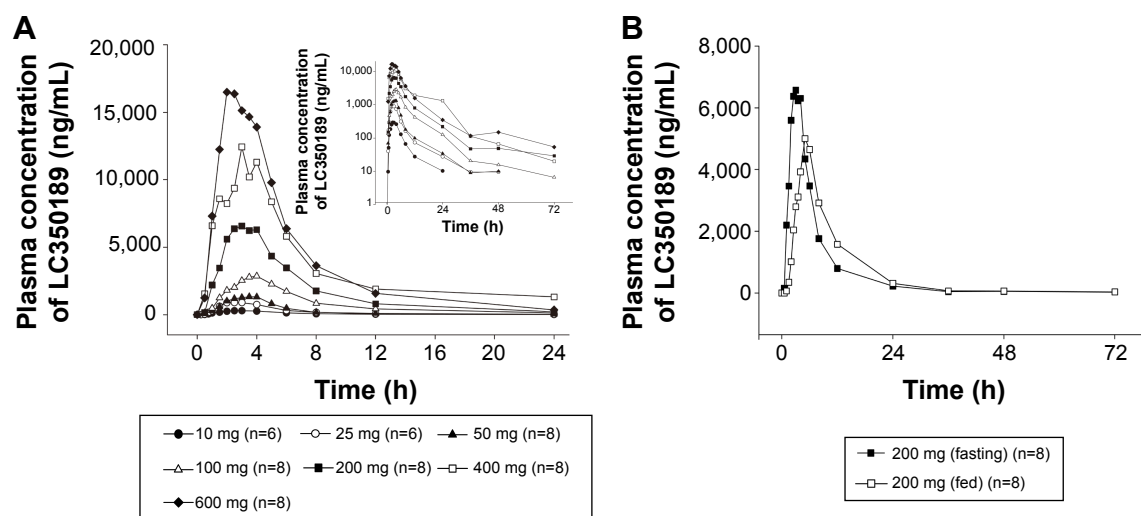 A
Plasma concentration
of LC350189 (ng/mL)
20,000
15,000
10,000
5,000
0
0 4 8 12 16 20 24
Time (h)
Plasma concentration
of LC350189 (ng/mL)
10,000
1,000
100
10
1
0 24 48 72
Time (h)
10 mg (n=6) 25 mg (n=6) 50 mg (n=8)
100 mg (n=8) 200 mg (n=8) 400 mg (n=8)
600 mg (n=8)
B
Plasma concentration
of LC350189 (ng/mL)
8,000
6,000
4,000
2,000
0
0 24 48 72
Time (h)
200 mg (fasting) (n=8)
200 mg (fed) (n=8)